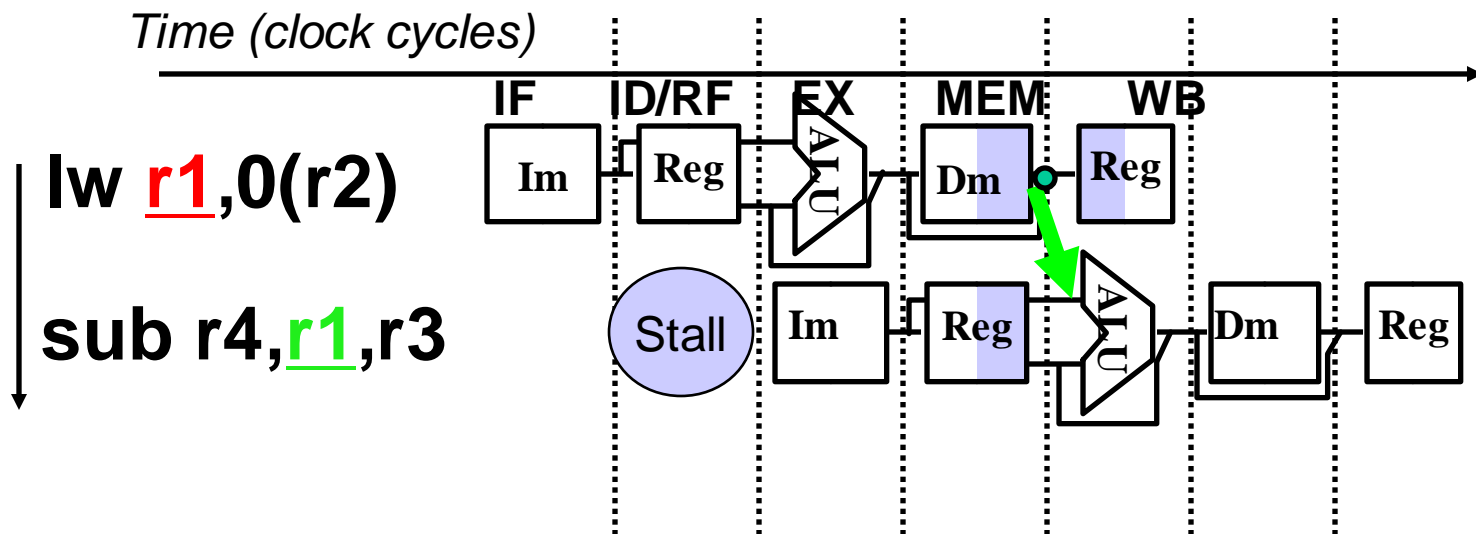 Time (clock cycles)
IF ID/RF EX MEM WB
lw r1,0(r2) Im Reg ALU Dm Reg
sub r4,r1,r3 Stall Im Reg ALU Dm Reg